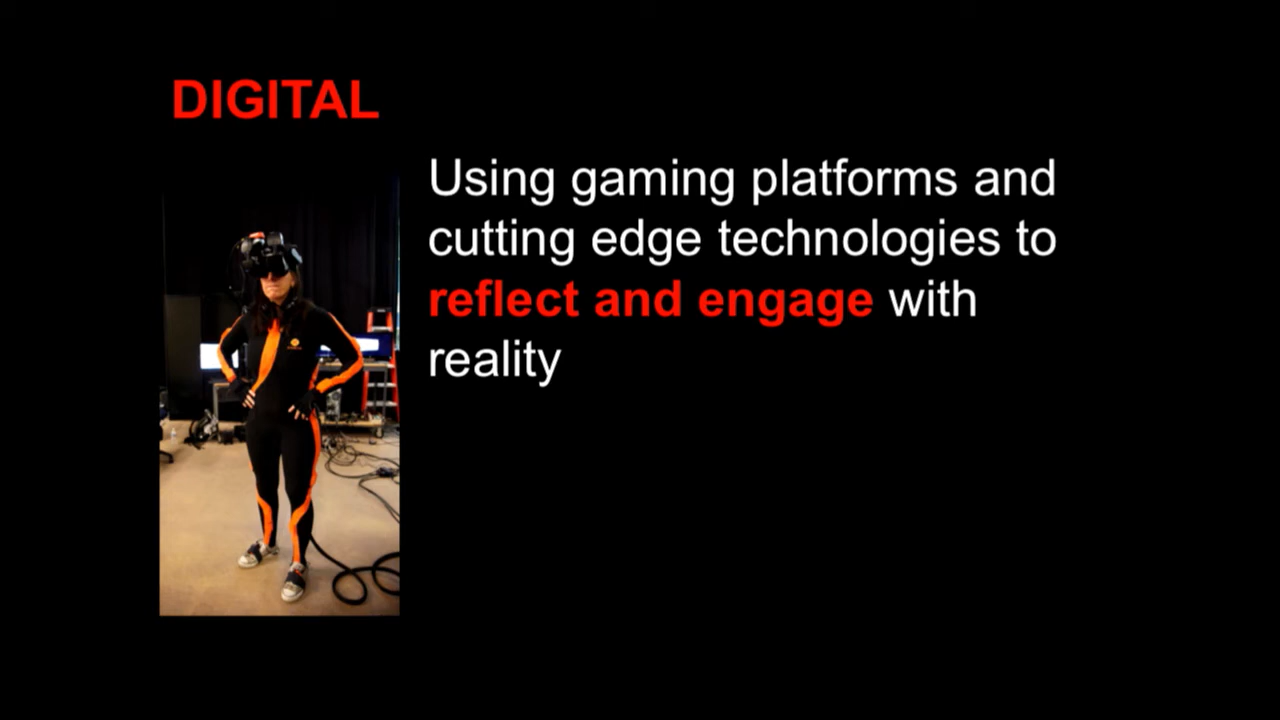 DIGITAL
Using gaming platforms and
cutting edge technologies to
reflect and engage with
reality